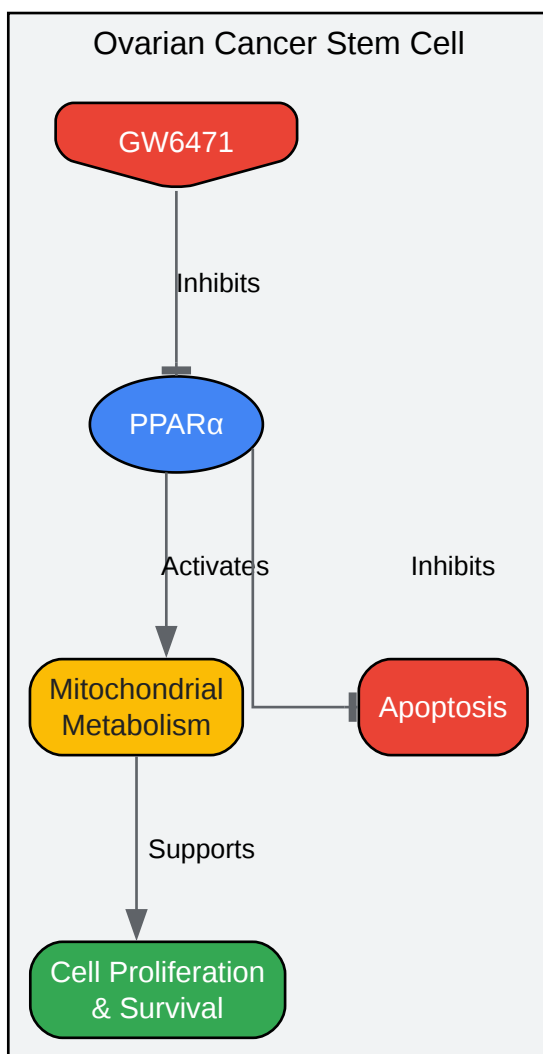 Ovarian Cancer Stem Cell
GW6471
Inhibits
PPARα
Activates
Inhibits
Mitochondrial
Metabolism
Apoptosis
Supports
Cell Proliferation
& Survival